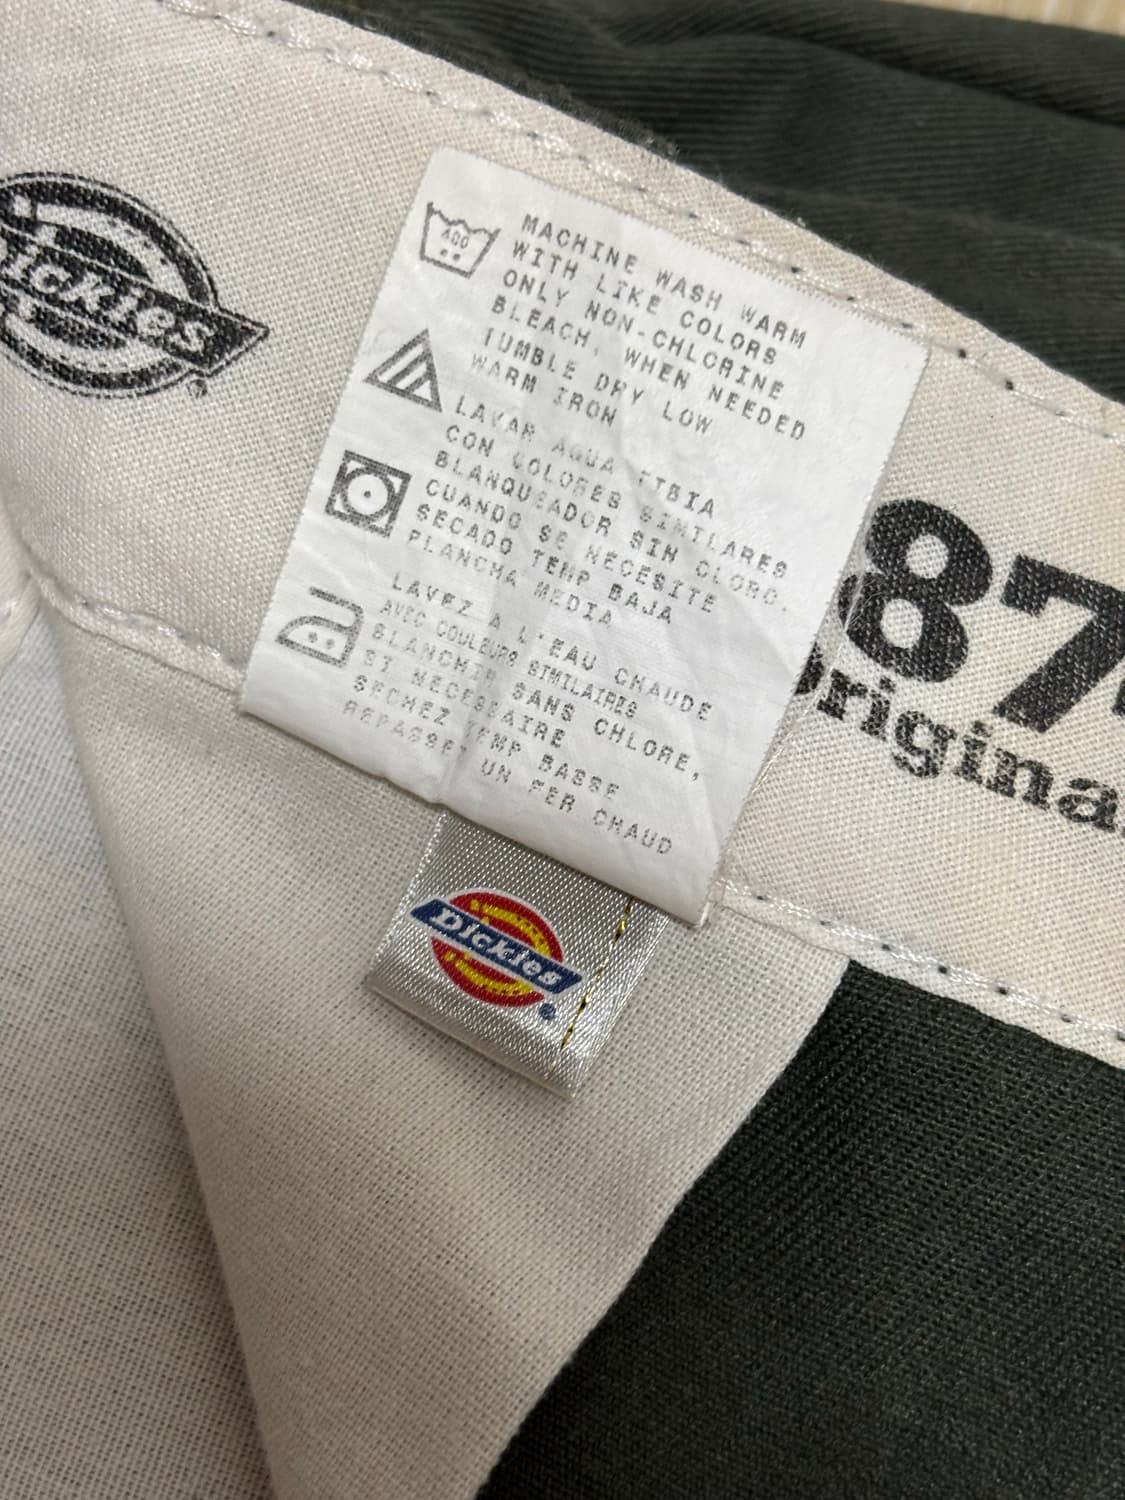 Dickies
40C
MACHINE WASH WARM
WITH LIKE COLORS
ONLY NON-CHLORINE
BLEACH, WHEN NEEDED
TUMBLE DRY LOW
WARM IRON
LAVAR AGUA TIBIA
CON COLORES SIMILARES
BLANQUEADOR SIN CLORO.
CUANDO SE NECESITE
SECADO TEMP BAJA
PLANCHA MEDIA
LAVEZ A L'EAU CHAUDE
AVEC COULEURS SIMILAIRES
BLANCHIR SANS CHLORE,
SI NECESSAIRE
SECHEZ TEMP BASSE
REPASSET UN FER CHAUD
87
origina
Dickies